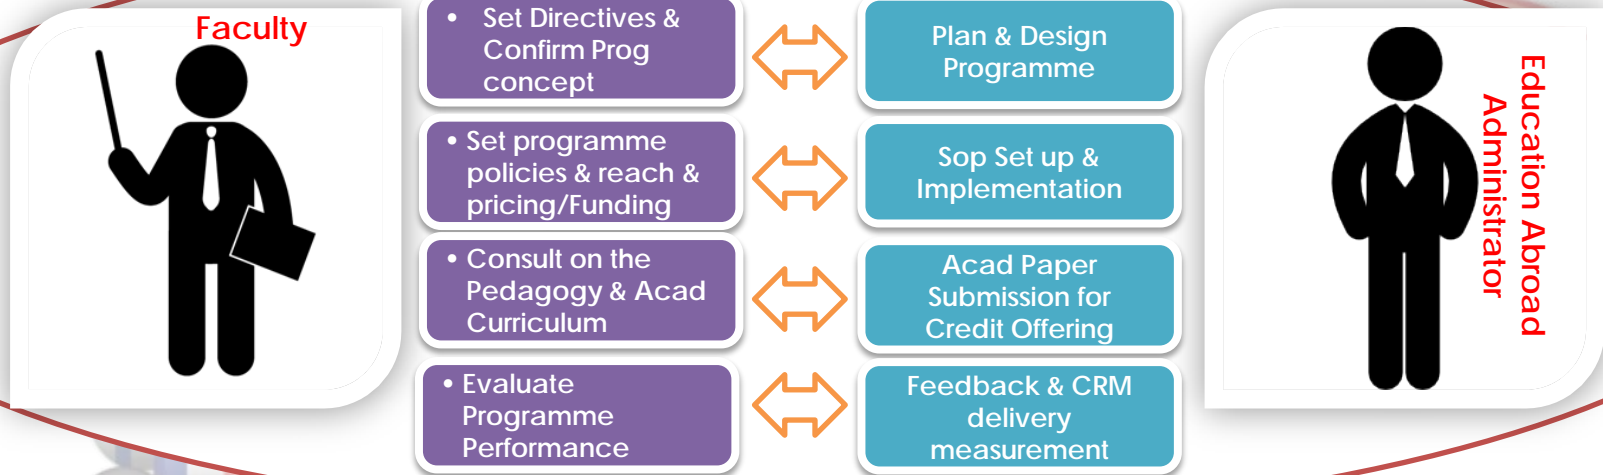 Faculty
• Set Directives &
Confirm Prog
concept
Plan & Design
Programme
• Set programme
policies & reach &
pricing/Funding
Sop Set up &
Implementation
• Consult on the
Pedagogy & Acad
Curriculum
Acad Paper
Submission for
Credit Offering
• Evaluate
Programme
Performance
Feedback & CRM
delivery
measurement
Education Abroad
Administrator